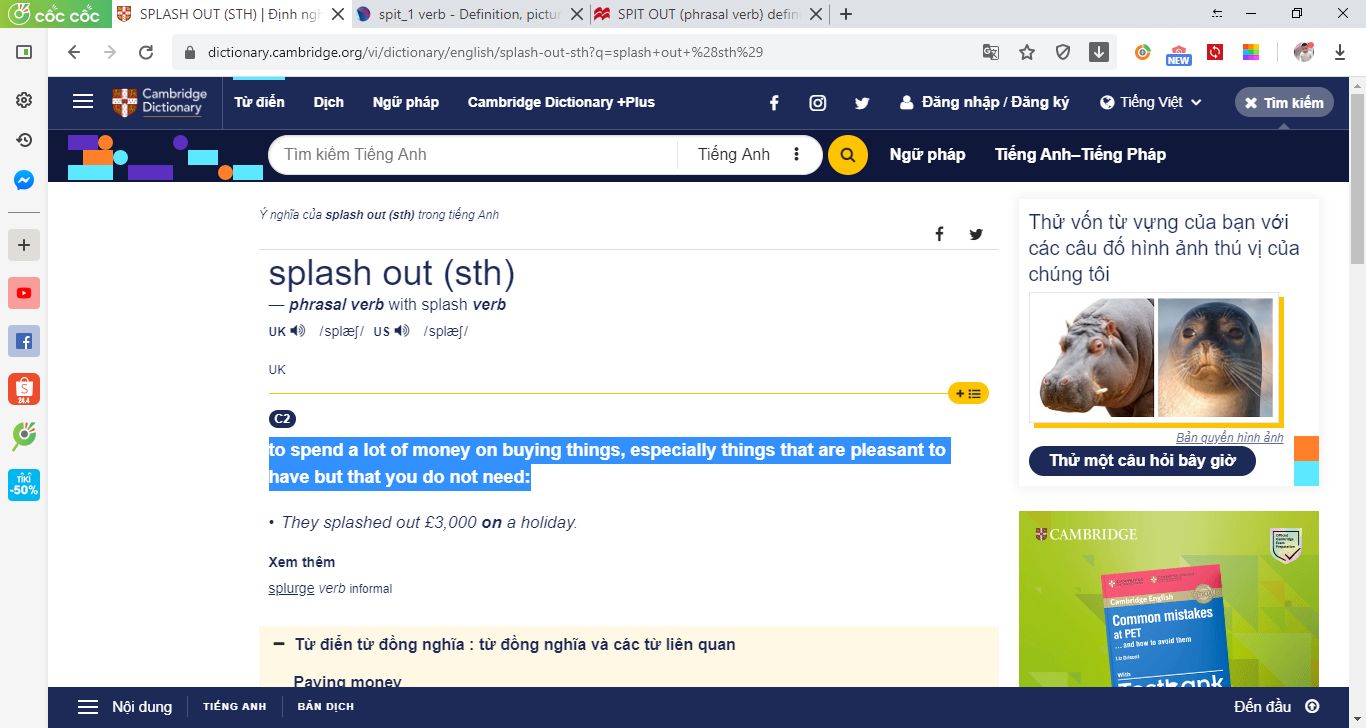 cốc cốc
SPLASH OUT (STH) | Định ngh
spit_1 verb - Definition, pictur
SPIT OUT (phrasal verb) defini
dictionary.cambridge.org/vi/dictionary/english/splash-out-sth?q=splash+out+%28sth%29
NEW
Cambridge
Dictionary
Từ điển
Dịch
Ngữ pháp
Cambridge Dictionary +Plus
Đăng nhập / Đăng ký
Tiếng Việt
Tìm kiếm
Tìm kiếm Tiếng Anh
Tiếng Anh
Ngữ pháp
Tiếng Anh–Tiếng Pháp
24.4
TIKI
-50%
Ý nghĩa của splash out (sth) trong tiếng Anh
splash out (sth)
— phrasal verb with splash verb
UK /splæʃ/ US /splæʃ/
UK
C2
to spend a lot of money on buying things, especially things that are pleasant to
have but that you do not need:
• They splashed out £3,000 on a holiday.
Xem thêm
splurge verb informal
– Từ điển từ đồng nghĩa : từ đồng nghĩa và các từ liên quan
Paying money
Thử vốn từ vựng của bạn với
các câu đố hình ảnh thú vị của
chúng tôi
Bản quyền hình ảnh
Thử một câu hỏi bây giờ
CAMBRIDGE
Cambridge English
Common mistakes
at PET
... and how to avoid them
With
Testbank
Nội dung
TIẾNG ANH
BẢN DỊCH
Đến đầu